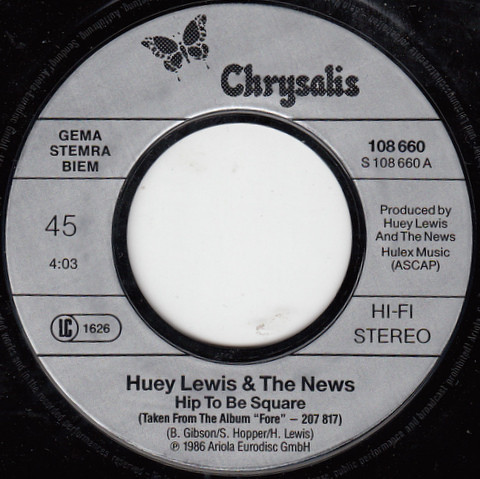 Chrysalis
GEMA
STEMRA
BIEM
108 660
S 108 660 A
45
4:03
Produced by
Huey Lewis
And The News
Hulex Music
(ASCAP)
LC 1626
HI-FI
STEREO
Huey Lewis & The News
Hip To Be Square
(Taken From The Album "Fore" – 207 817)
(B. Gibson/S. Hopper/H. Lewis)
℗ 1986 Ariola Eurodisc GmbH